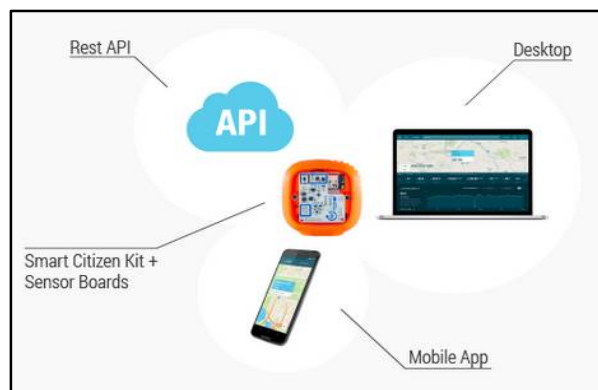 Rest API
Desktop
API
Smart Citizen Kit +
Sensor Boards
Mobile App